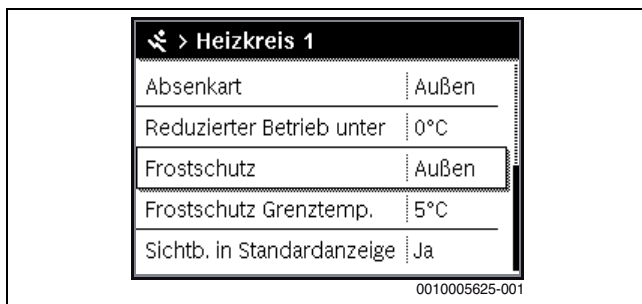 > Heizkreis 1
Absenkart Außen
Reduzierter Betrieb unter 0°C
Frostschutz Außen
Frostschutz Grenztemp. 5°C
Sichtb. in Standardanzeige Ja
0010005625-001